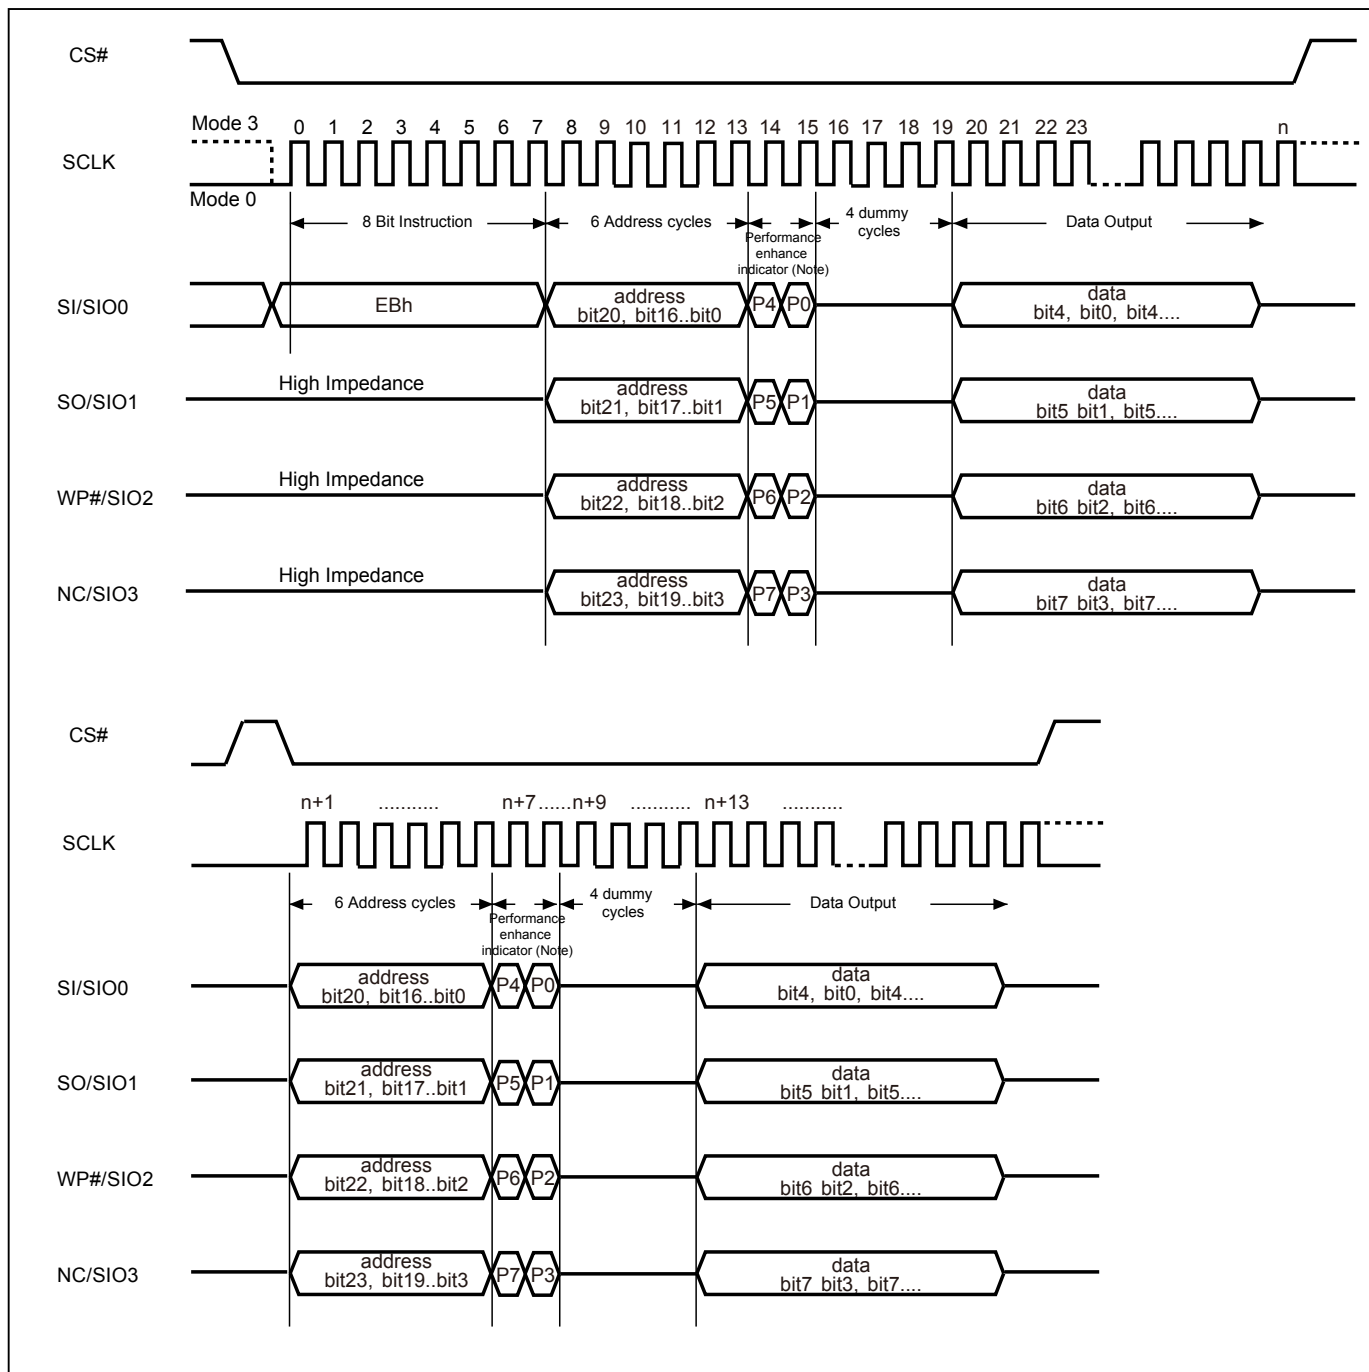 CS#
Mode 3
0 1 2 3 4 5 6 7 8 9 10 11 12 13 14 15 16 17 18 19 20 21 22 23 n
SCLK
Mode 0
8 Bit Instruction
6 Address cycles
Performance
enhance
indicator (Note)
4 dummy
cycles
Data Output
SI/SIO0
EBh
address
bit20, bit16..bit0
P4 P0
data
bit4, bit0, bit4....
SO/SIO1
High Impedance
address
bit21, bit17..bit1
P5 P1
data
bit5 bit1, bit5....
WP#/SIO2
High Impedance
address
bit22, bit18..bit2
P6 P2
data
bit6 bit2, bit6....
NC/SIO3
High Impedance
address
bit23, bit19..bit3
P7 P3
data
bit7 bit3, bit7....
CS#
n+1 ........... n+7......n+9 ........... n+13 ...........
SCLK
6 Address cycles
Performance
enhance
indicator (Note)
4 dummy
cycles
Data Output
SI/SIO0
address
bit20, bit16..bit0
P4 P0
data
bit4, bit0, bit4....
SO/SIO1
address
bit21, bit17..bit1
P5 P1
data
bit5 bit1, bit5....
WP#/SIO2
address
bit22, bit18..bit2
P6 P2
data
bit6 bit2, bit6....
NC/SIO3
address
bit23, bit19..bit3
P7 P3
data
bit7 bit3, bit7....